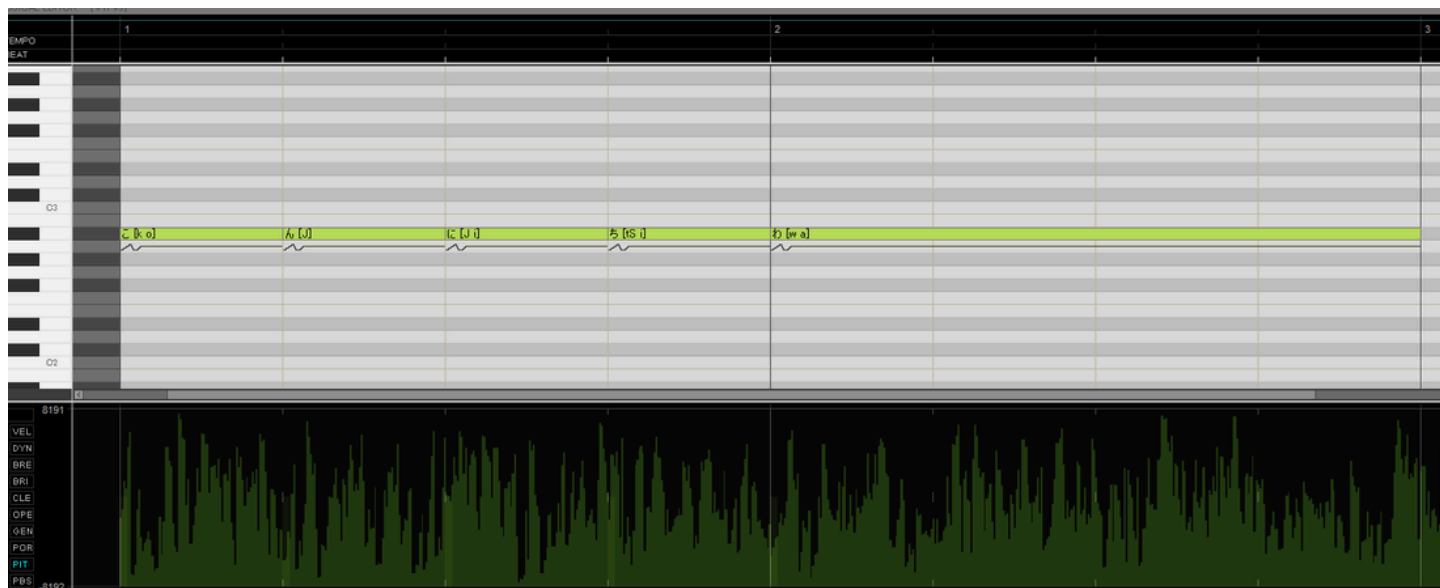 1 2 3
EMPO
EAT
C3
こ [k o] ん [J] に [J i] ち [tS i] わ [w a]
C2
8191
VEL
DYN
BRE
BRI
CLE
OPE
GEN
POR
PIT
PBS
-8192